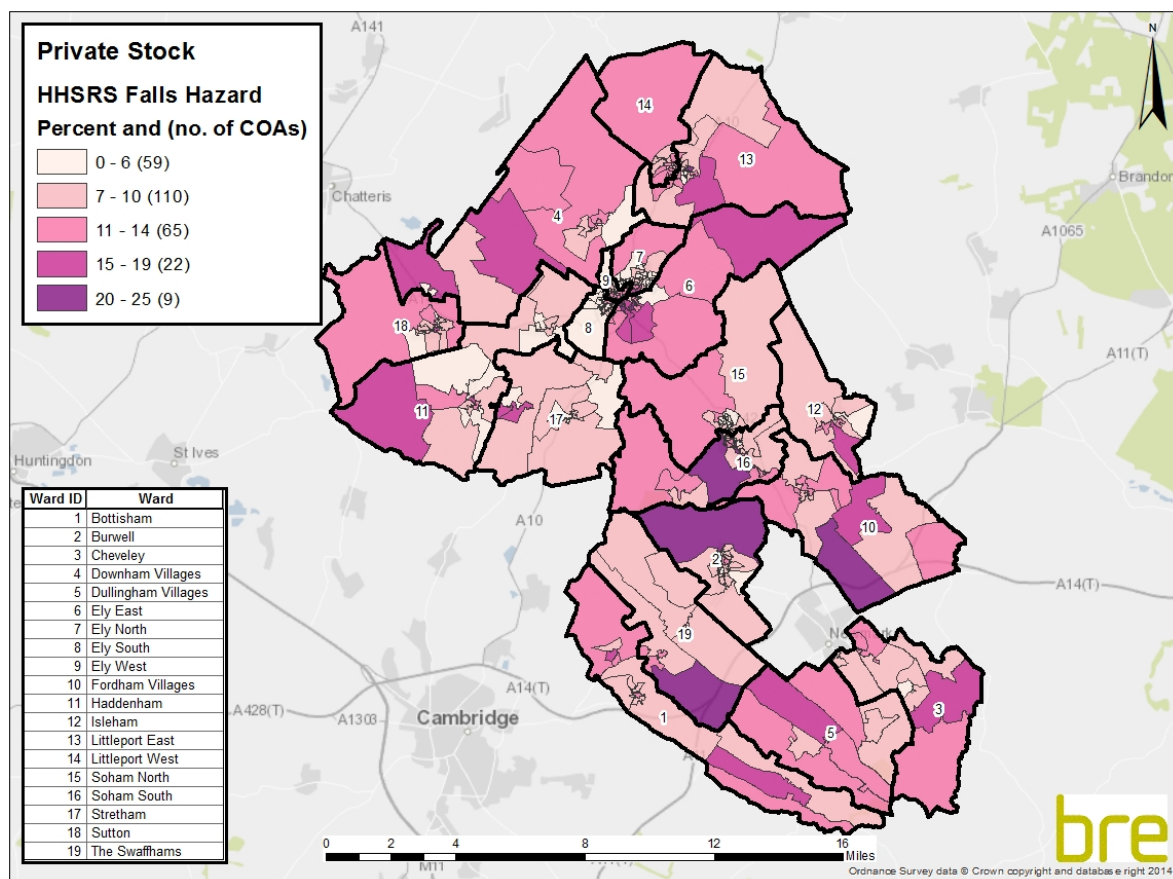 Private Stock
HHSRS Falls Hazard
Percent and (no. of COAs)
0 - 6 (59)
7 - 10 (110)
11 - 14 (65)
15 - 19 (22)
20 - 25 (9)
A141
Chatteris
N
Brandon
A1065
A11(T)
14
13
A10
4
7
9
6
8
18
15
12
11
17
16
10
Huntingdon
St Ives
A10
A14(T)
2
19
A14(T)
A428(T)
A1303
Cambridge
1
5
3
M11
Ward ID Ward
1 Bottisham
2 Burwell
3 Cheveley
4 Downham Villages
5 Dullingham Villages
6 Ely East
7 Ely North
8 Ely South
9 Ely West
10 Fordham Villages
11 Haddenham
12 Isleham
13 Littleport East
14 Littleport West
15 Soham North
16 Soham South
17 Stretham
18 Sutton
19 The Swaffhams
0 2 4 8 12 16
Miles
bre
Ordnance Survey data © Crown copyright and database right 2014